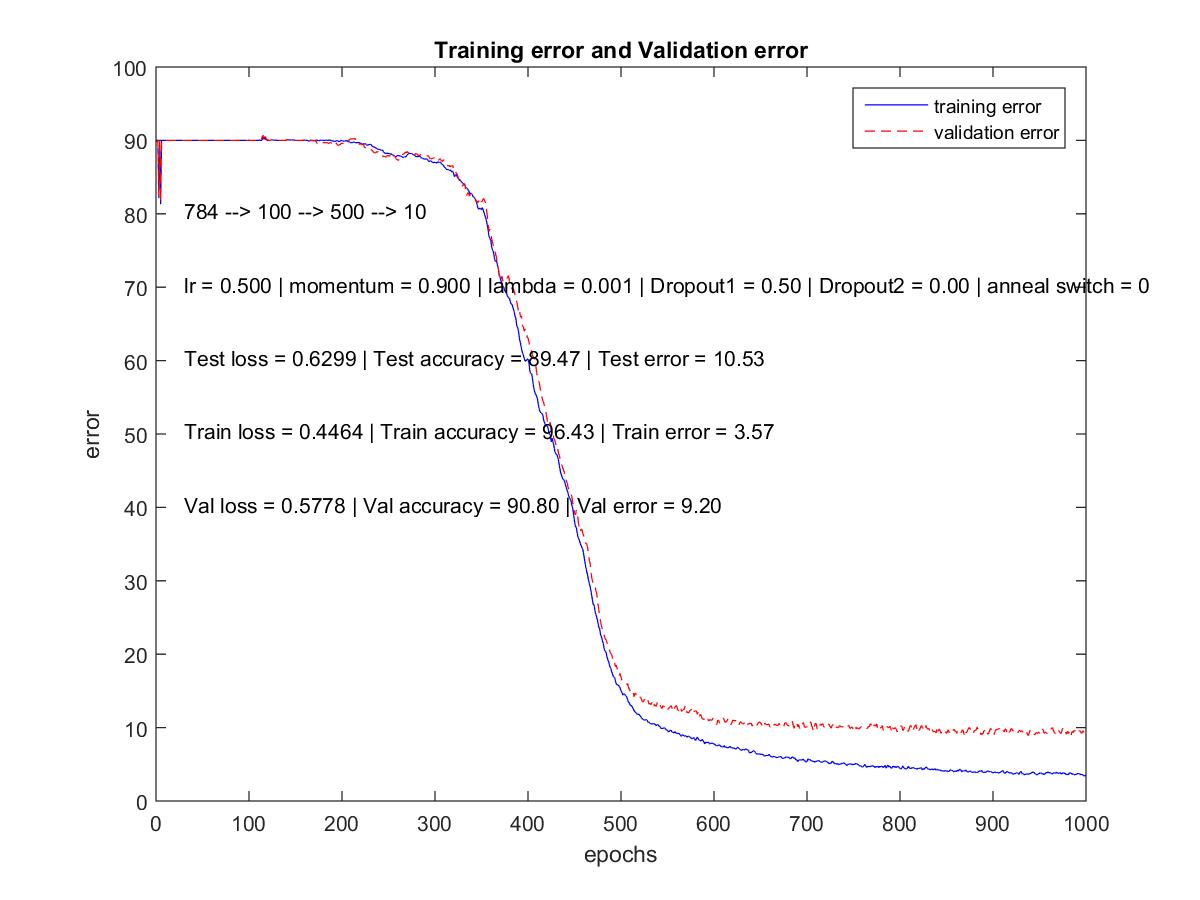 Training error and Validation error
100
training error
validation error
90
80
784 --> 100 --> 500 --> 10
70
lr = 0.500 | momentum = 0.900 | lambda = 0.001 | Dropout1 = 0.50 | Dropout2 = 0.00 | anneal switch = 0
60
Test loss = 0.6299 | Test accuracy = 89.47 | Test error = 10.53
50
Train loss = 0.4464 | Train accuracy = 96.43 | Train error = 3.57
40
Val loss = 0.5778 | Val accuracy = 90.80 | Val error = 9.20
30
20
10
0
error
0 100 200 300 400 500 600 700 800 900 1000
epochs